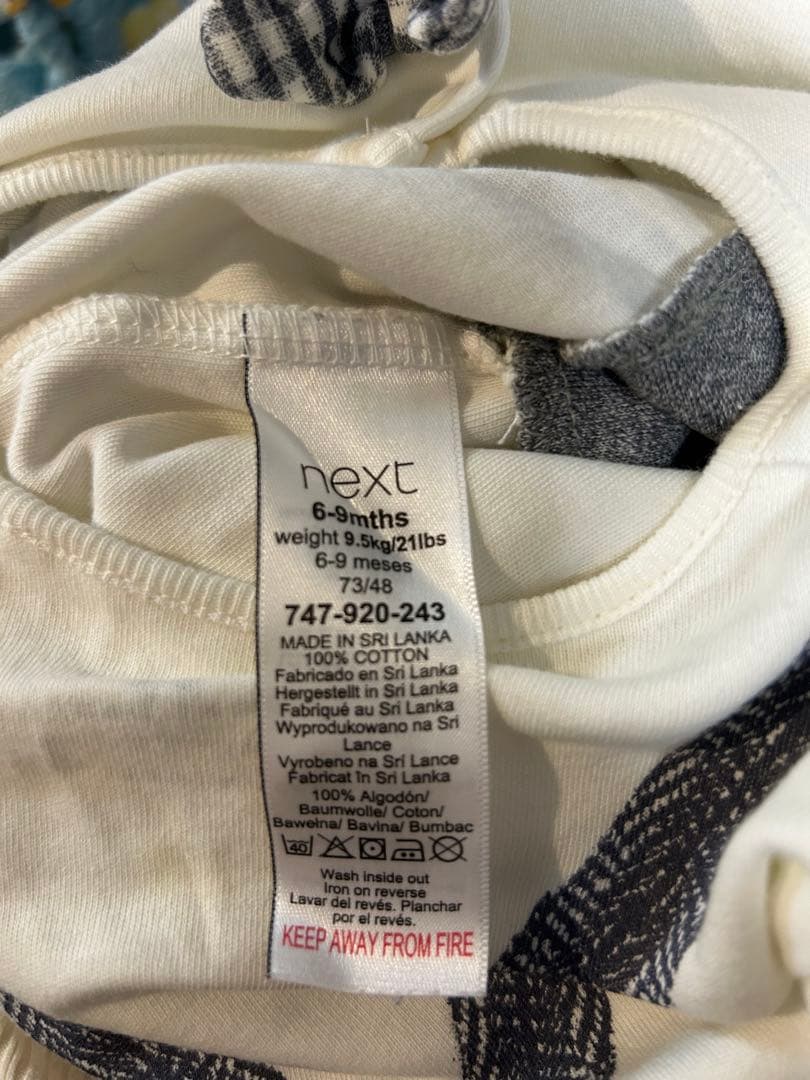 next
6-9mths
weight 9.5kg/21lbs
6-9 meses
73/48
747-920-243
MADE IN SRI LANKA
100% COTTON
Fabricado en Sri Lanka
Hergestellt in Sri Lanka
Fabriqué au Sri Lanka
Wyprodukowano na Sri
Lance
Vyrobeno na Srí Lance
Fabricat în Sri Lanka
100% Algodón/
Baumwolle/ Coton/
Bawełna/ Bavlna/ Bumbac
40
Wash inside out
Iron on reverse
Lavar del revés. Planchar
por el revés.
KEEP AWAY FROM FIRE